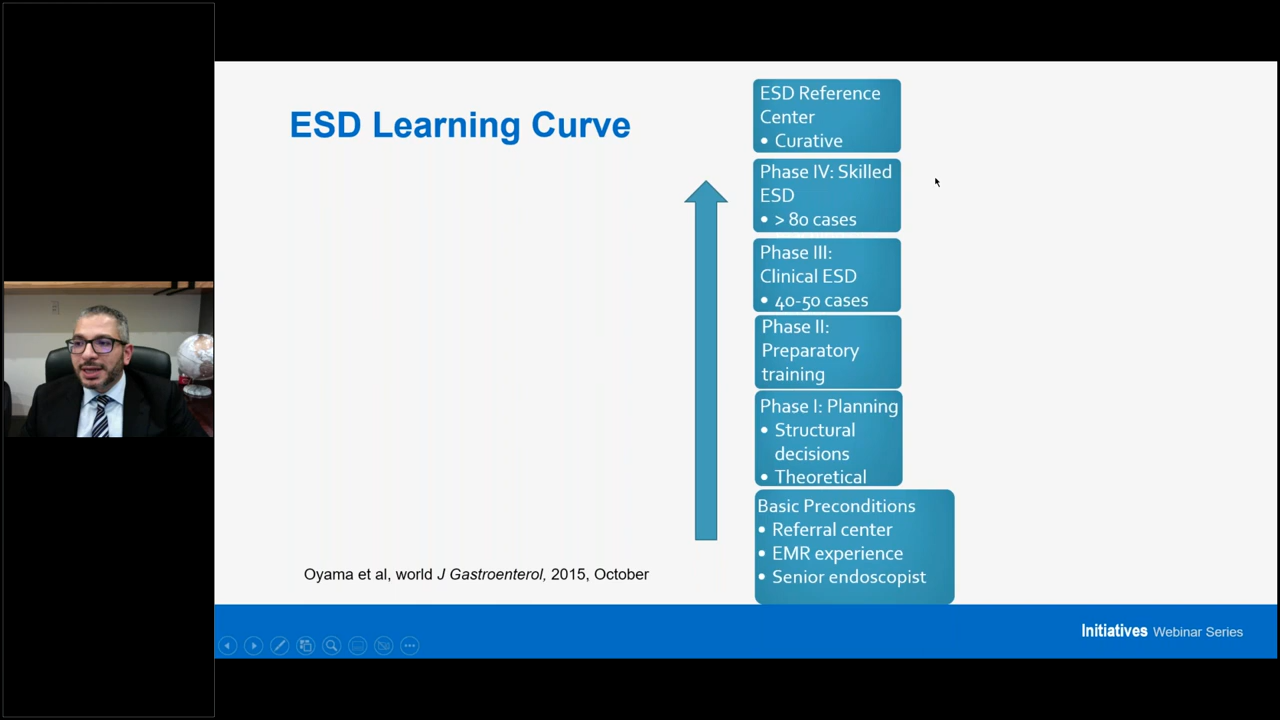 ESD Learning Curve
ESD Reference
Center
• Curative
Phase IV: Skilled
ESD
• > 80 cases
Phase III:
Clinical ESD
• 40-50 cases
Phase II:
Preparatory
training
Phase I: Planning
• Structural
decisions
• Theoretical
Basic Preconditions
• Referral center
• EMR experience
• Senior endoscopist
Oyama et al, world J Gastroenterol, 2015, October
Initiatives Webinar Series